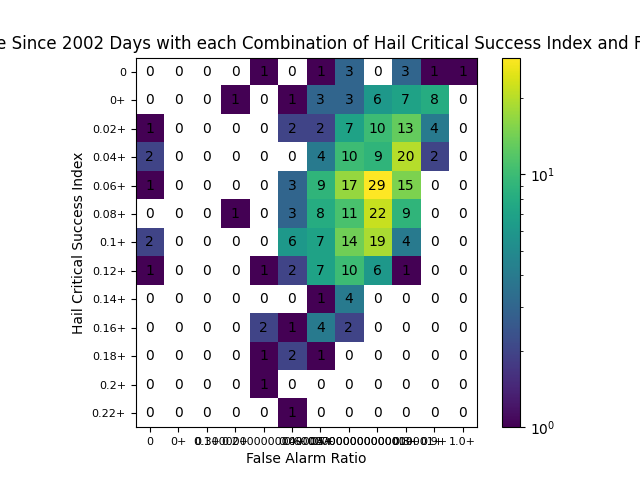 e Since 2002 Days with each Combination of Hail Critical Success Index and F
0 0 0 0 0 1 0 1 3 0 3 1 1
0+ 0 0 0 1 0 1 3 3 6 7 8 0
0.02+ 1 0 0 0 0 2 2 7 10 13 4 0
0.04+ 2 0 0 0 0 0 4 10 9 20 2 0
0.06+ 1 0 0 0 0 3 9 17 29 15 0 0
0.08+ 0 0 0 1 0 3 8 11 22 9 0 0
0.1+ 2 0 0 0 0 6 7 14 19 4 0 0
0.12+ 1 0 0 0 1 2 7 10 6 1 0 0
0.14+ 0 0 0 0 0 0 1 4 0 0 0 0
0.16+ 0 0 0 0 2 1 4 2 0 0 0 0
0.18+ 0 0 0 0 1 2 1 0 0 0 0 0
0.2+ 0 0 0 0 1 0 0 0 0 0 0 0
0.22+ 0 0 0 0 0 1 0 0 0 0 0 0
0 0+ 1.0+
False Alarm Ratio
Hail Critical Success Index
10¹
10⁰